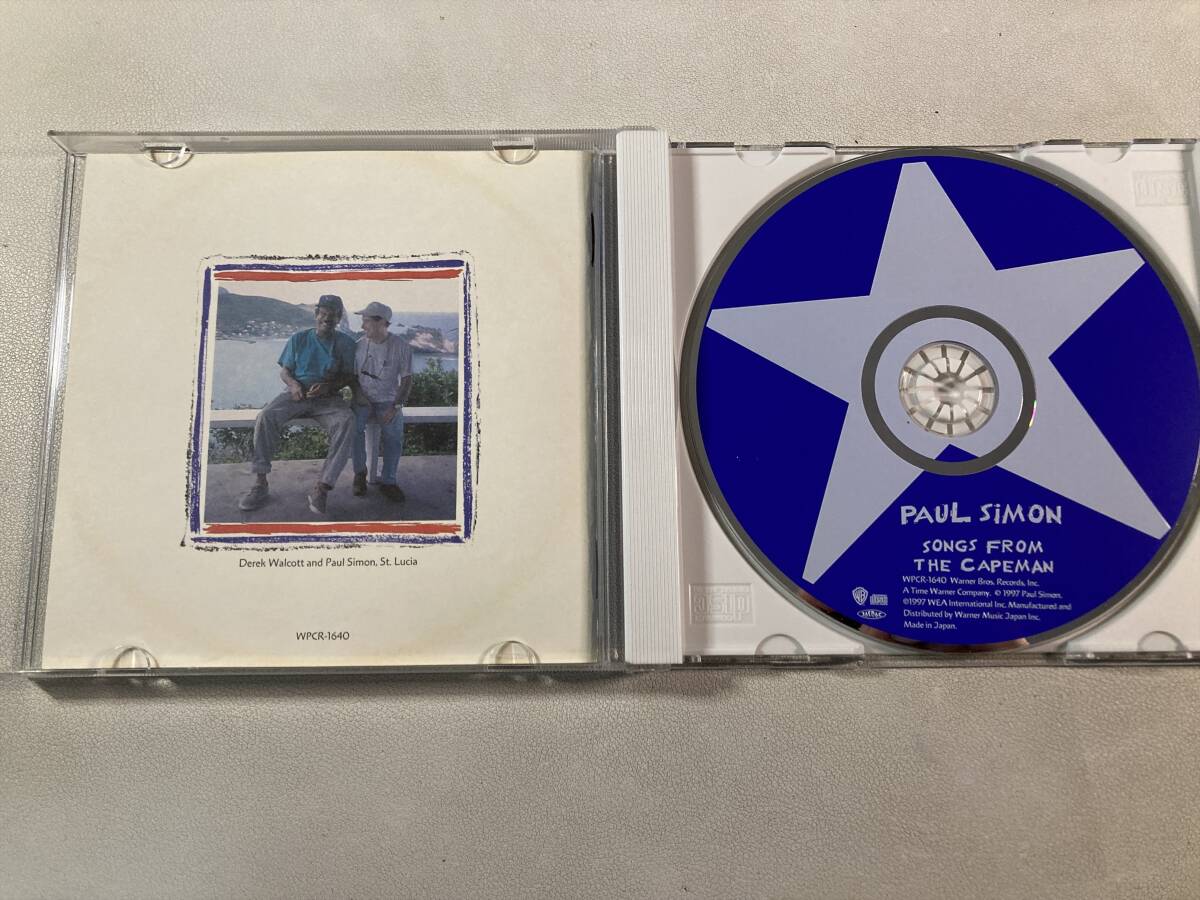 Derek Walcott and Paul Simon, St. Lucia
WPCR-1640
PAUL SiMON
SONGS FROM
THE CAPEMAN
WPCR-1640 Warner Bros. Records, Inc.
A Time Warner Company. © 1997 Paul Simon.
℗1997 WEA International Inc. Manufactured and
Distributed by Warner Music Japan Inc.
Made in Japan.